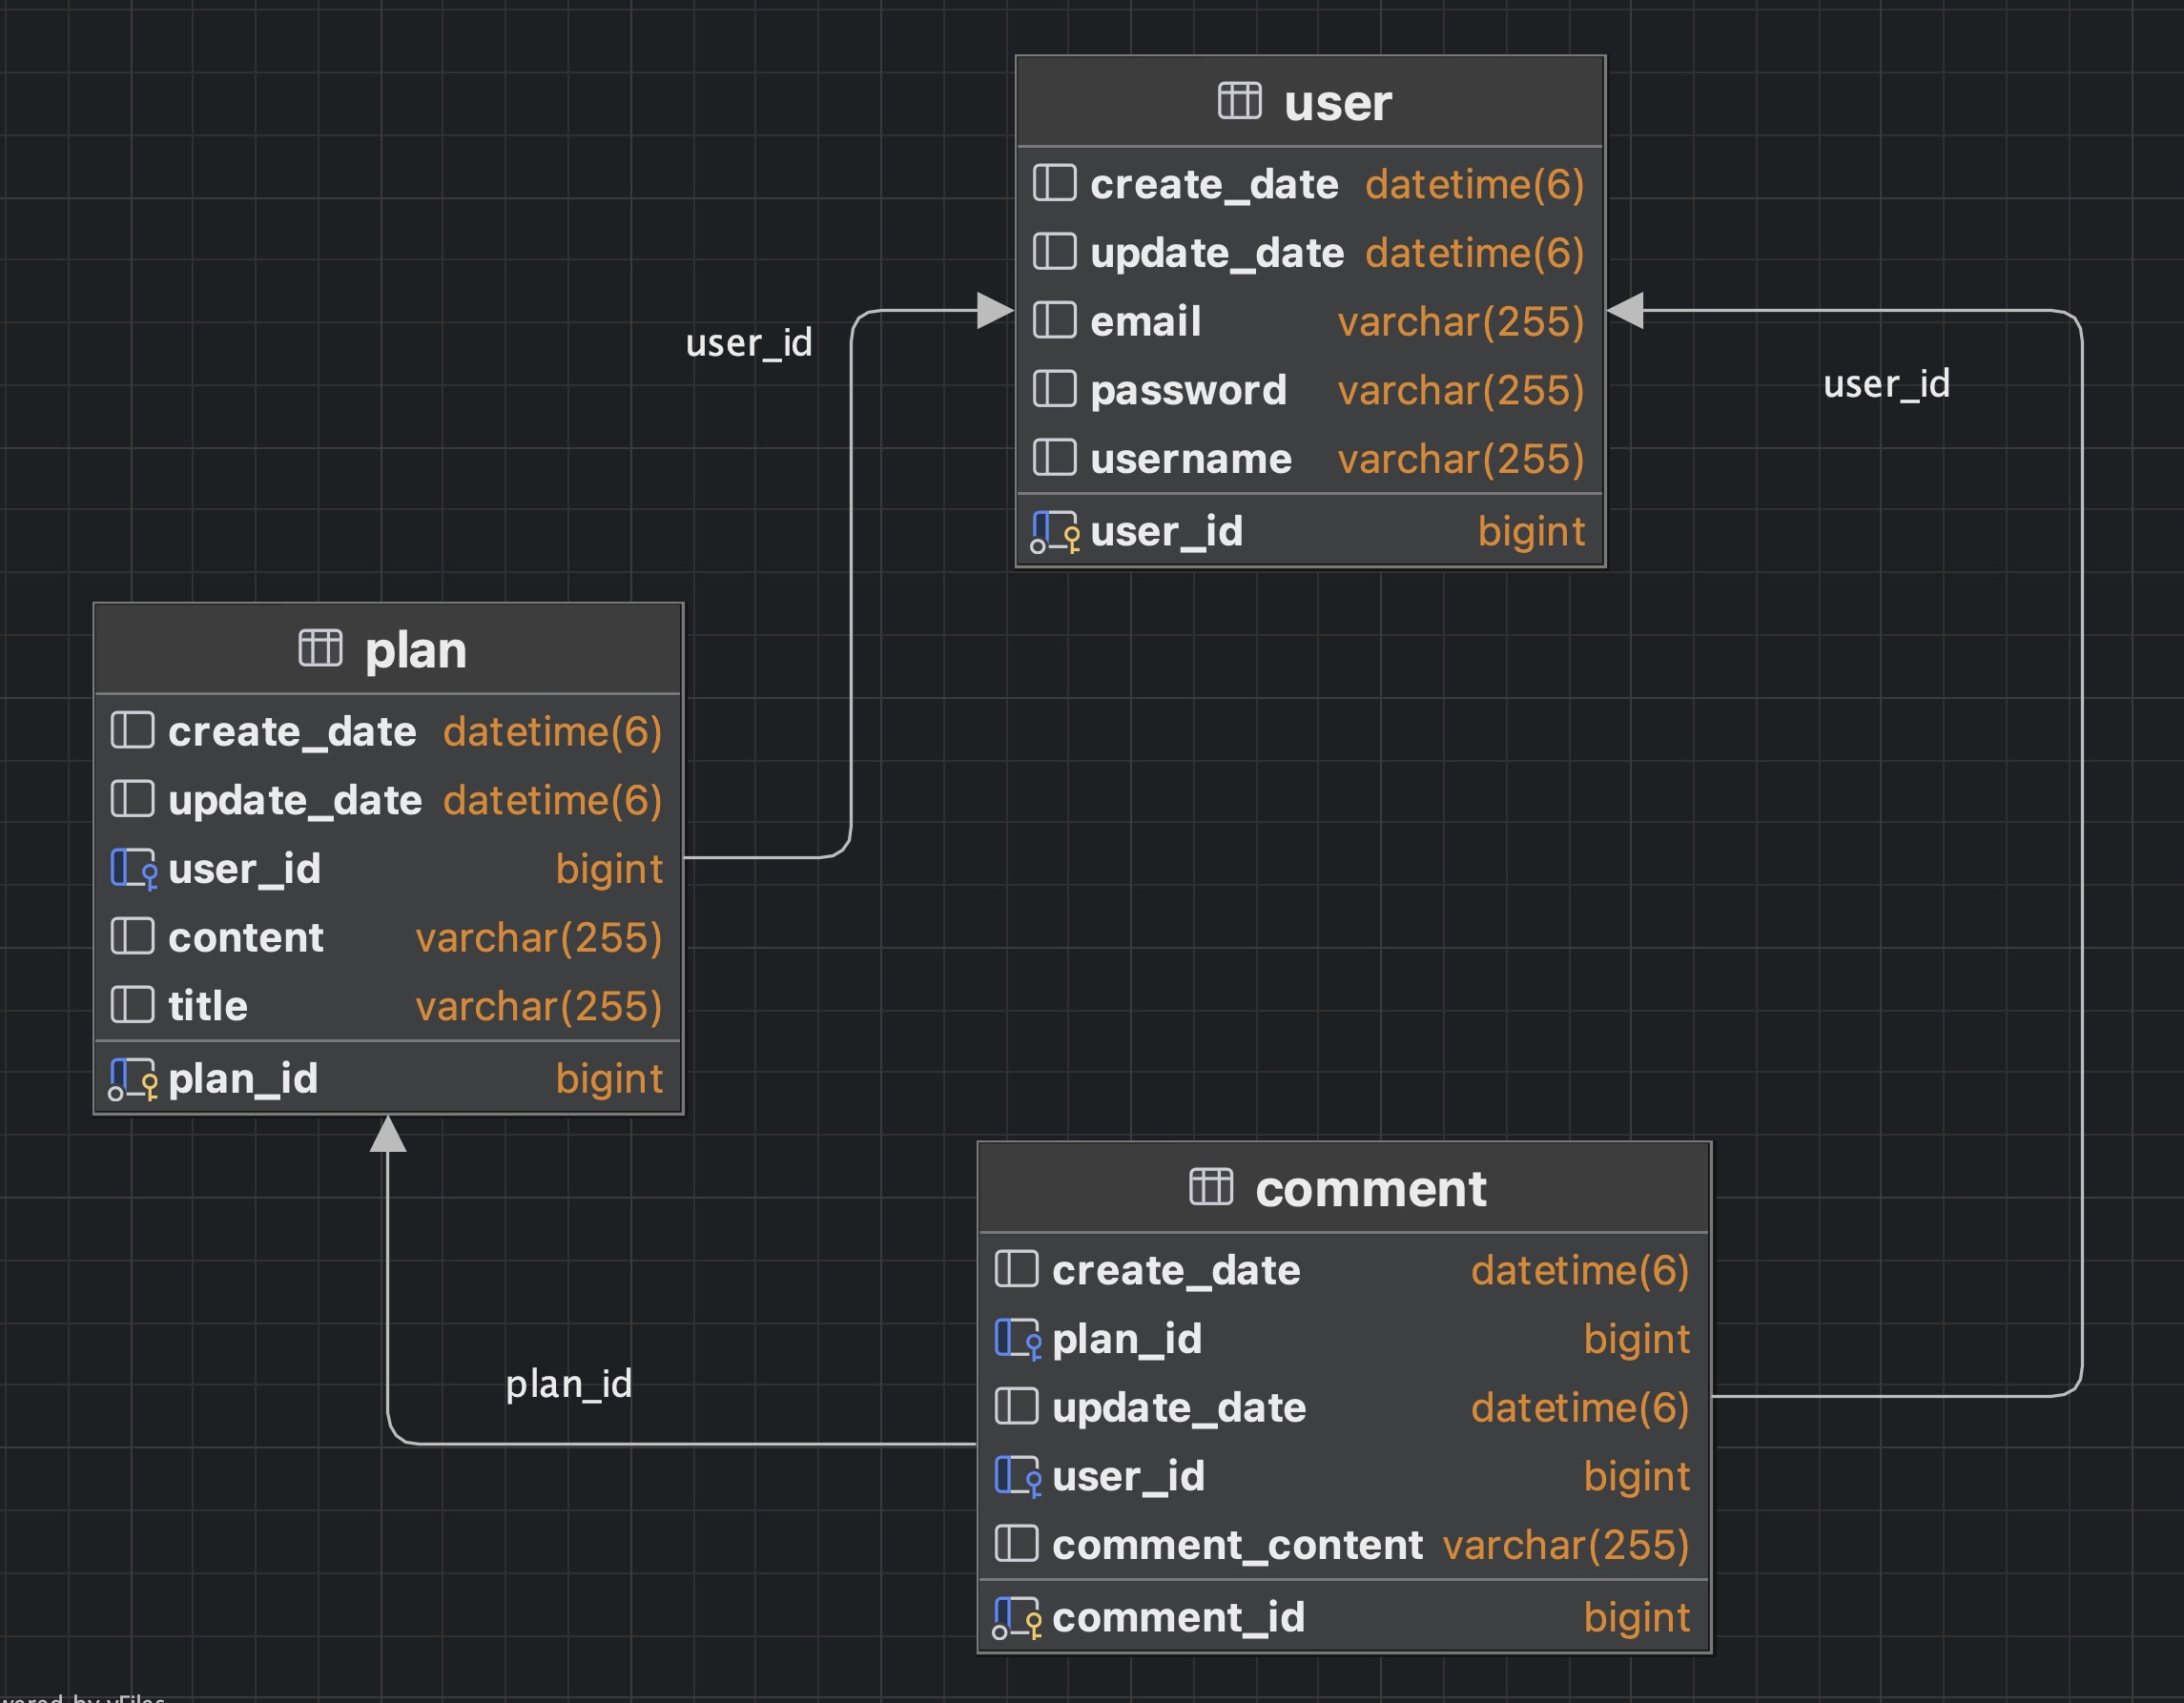 user
create_date datetime(6)
update_date datetime(6)
email varchar(255)
password varchar(255)
username varchar(255)
user_id bigint
user_id
user_id
plan
create_date datetime(6)
update_date datetime(6)
user_id bigint
content varchar(255)
title varchar(255)
plan_id bigint
plan_id
comment
create_date datetime(6)
plan_id bigint
update_date datetime(6)
user_id bigint
comment_content varchar(255)
comment_id bigint
by yFiles